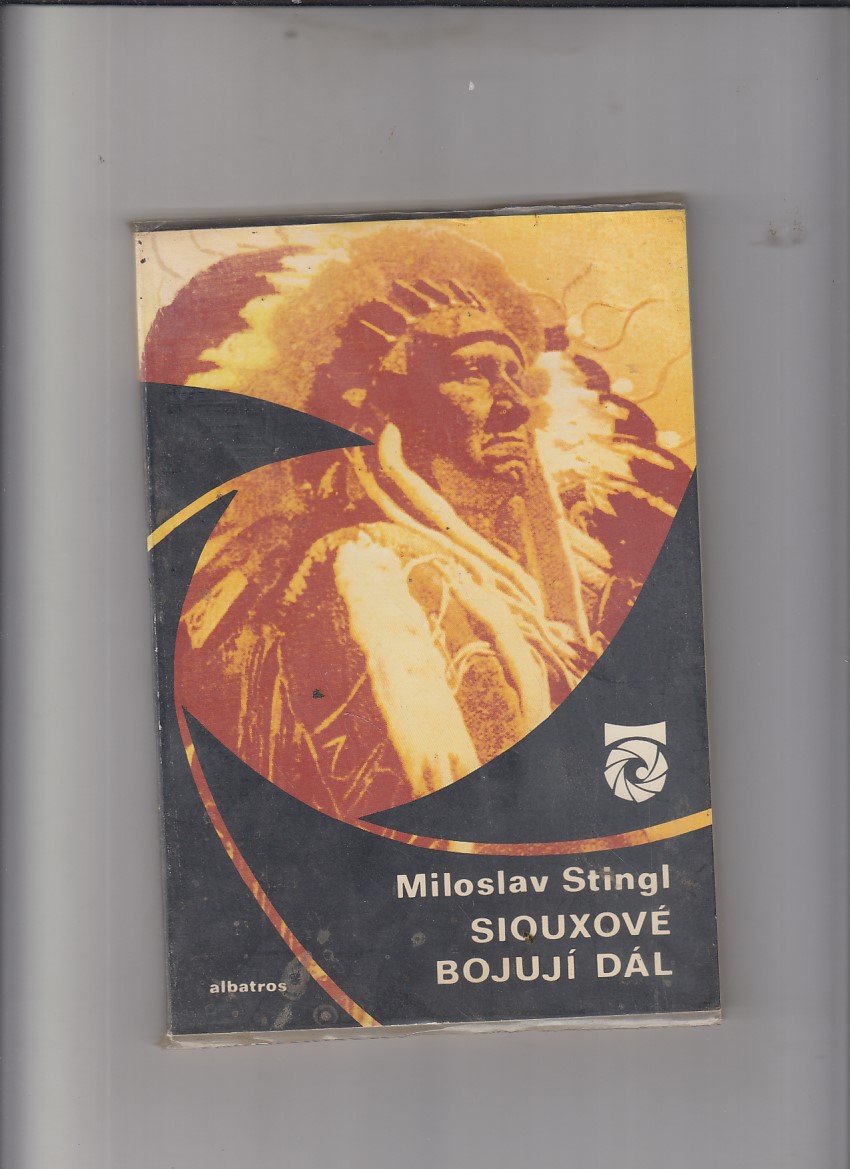 Miloslav Stingl
SIOUXOVÉ
BOJUJÍ DÁL
albatros